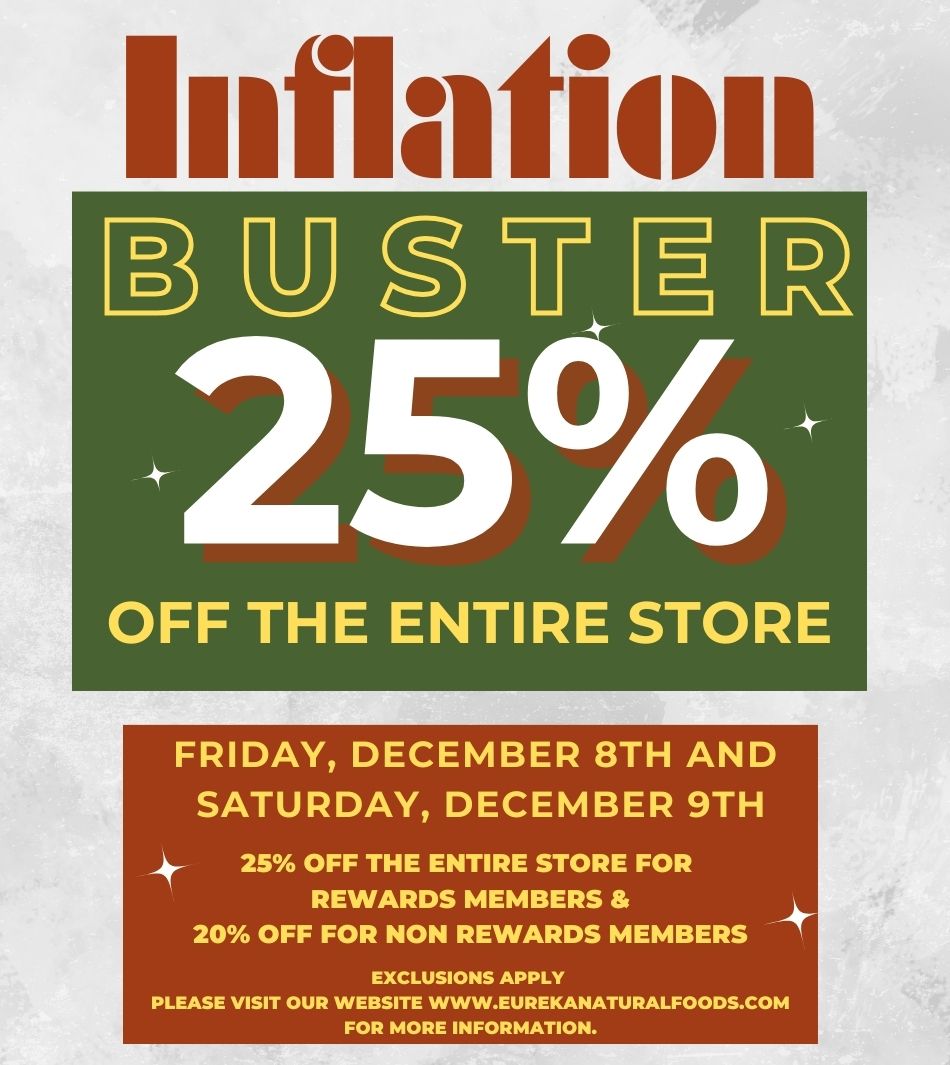 Inflation
BUSTER
25%
OFF THE ENTIRE STORE
FRIDAY, DECEMBER 8TH AND
SATURDAY, DECEMBER 9TH
25% OFF THE ENTIRE STORE FOR
REWARDS MEMBERS &
20% OFF FOR NON REWARDS MEMBERS
EXCLUSIONS APPLY
PLEASE VISIT OUR WEBSITE WWW.EUREKANATURALFOODS.COM
FOR MORE INFORMATION.